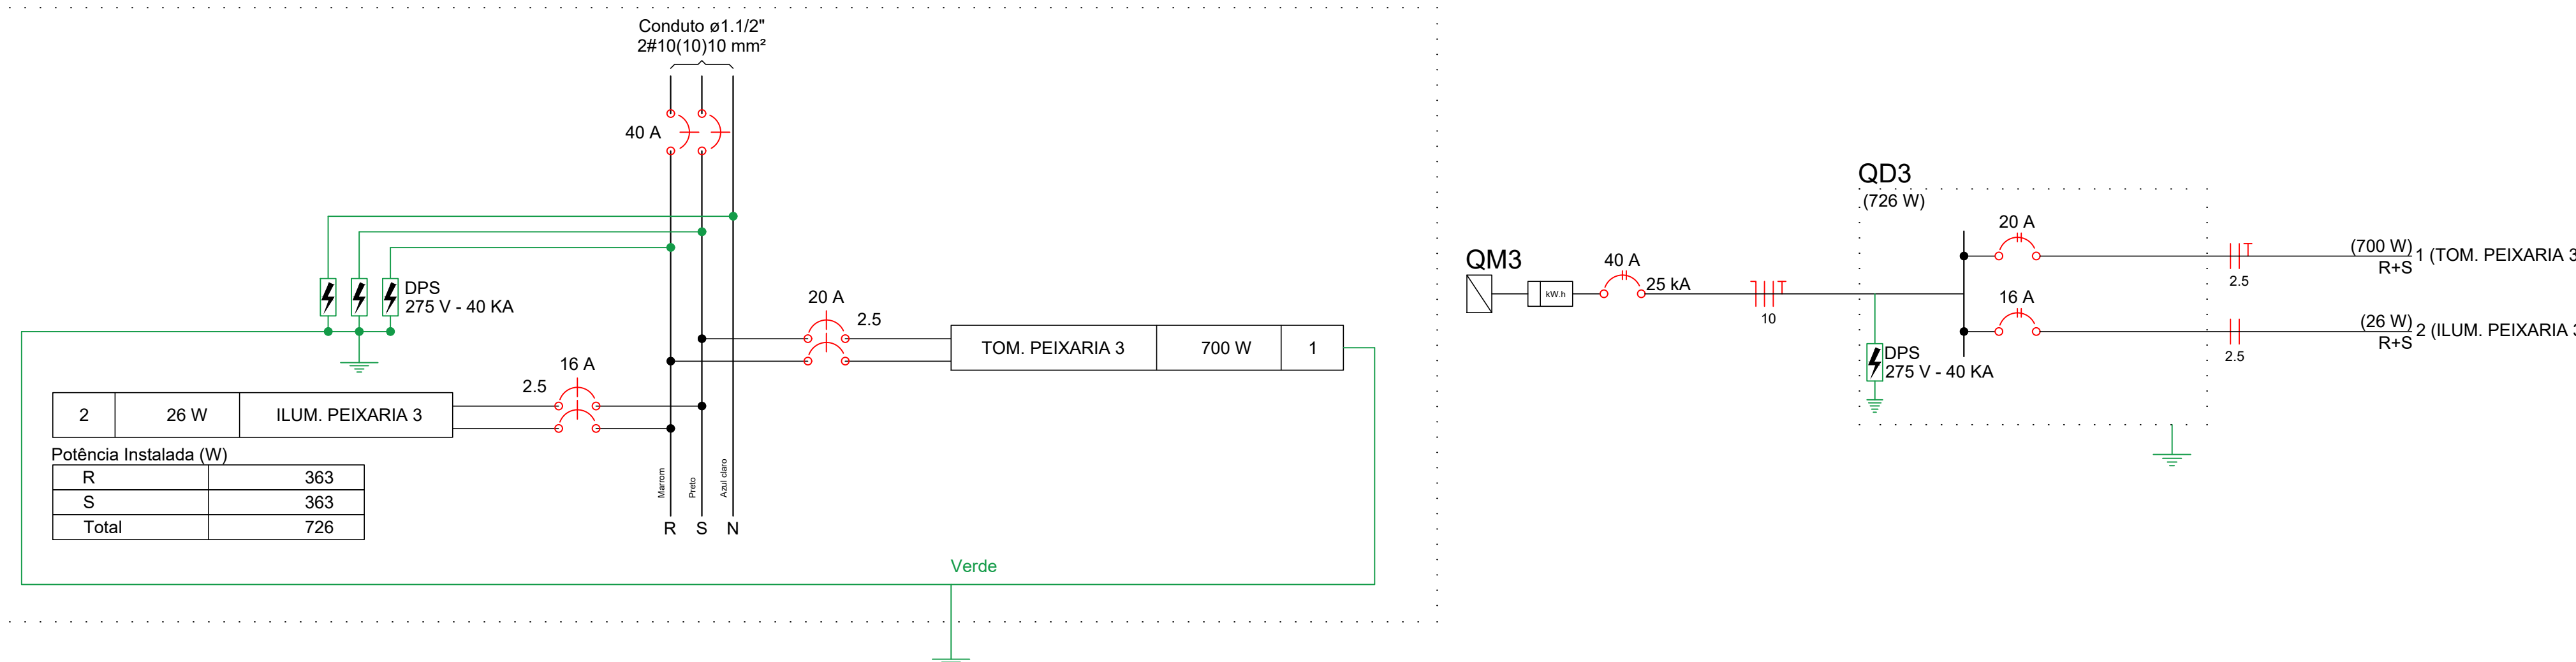 Conduto ø1.1/2"
2#10(10)10 mm²
40 A
DPS
275 V - 40 KA
20 A
2.5
TOM. PEIXARIA 3 700 W 1
16 A
2.5
2 26 W ILUM. PEIXARIA 3
Potência Instalada (W)
R 363
S 363
Total 726
Marrom
Preto
Azul claro
R S N
Verde
QM3
kW.h
40 A
25 kA
10
QD3
(726 W)
DPS
275 V - 40 KA
20 A
2.5
(700 W)
R+S
1 (TOM. PEIXARIA 3
16 A
2.5
(26 W)
R+S
2 (ILUM. PEIXARIA 3